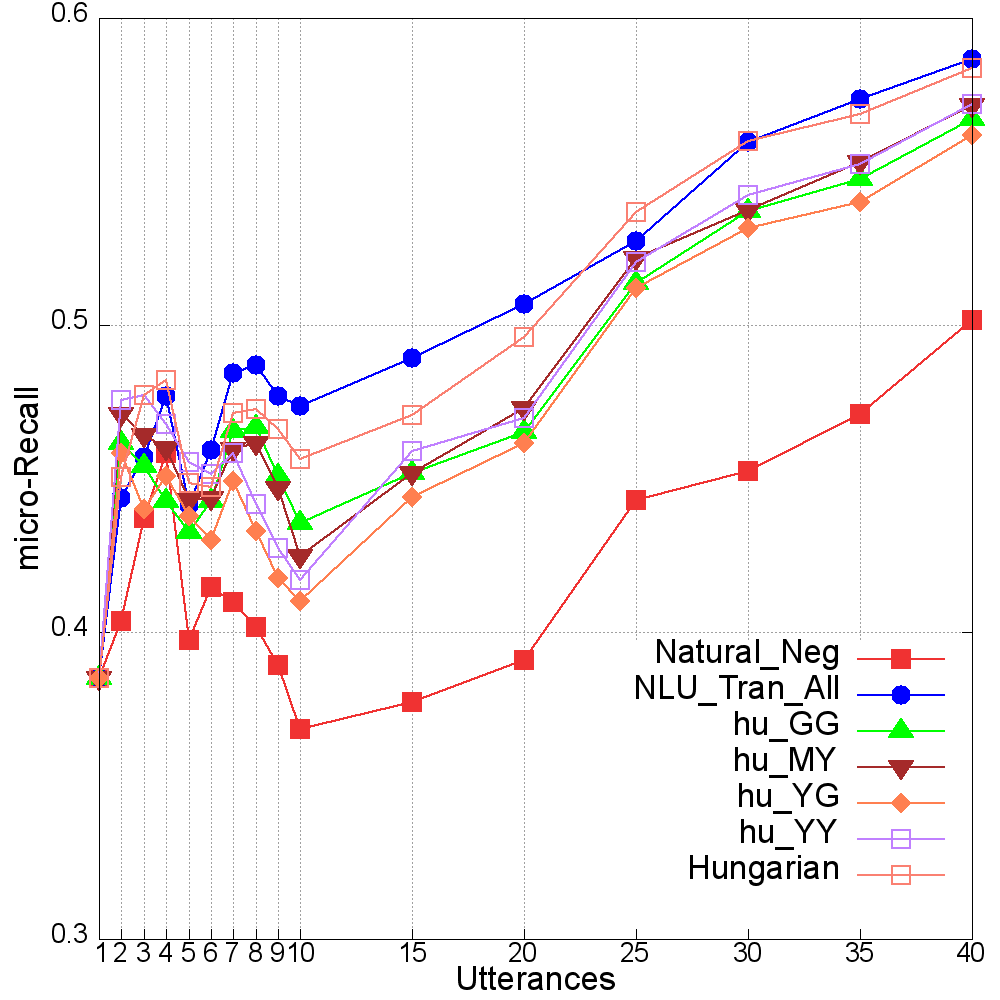 0.6
0.5
0.4
0.3
micro-Recall
Natural_Neg
NLU_Tran_All
hu_GG
hu_MY
hu_YG
hu_YY
Hungarian
1 2 3 4 5 6 7 8 9 10 15 20 25 30 35 40
Utterances